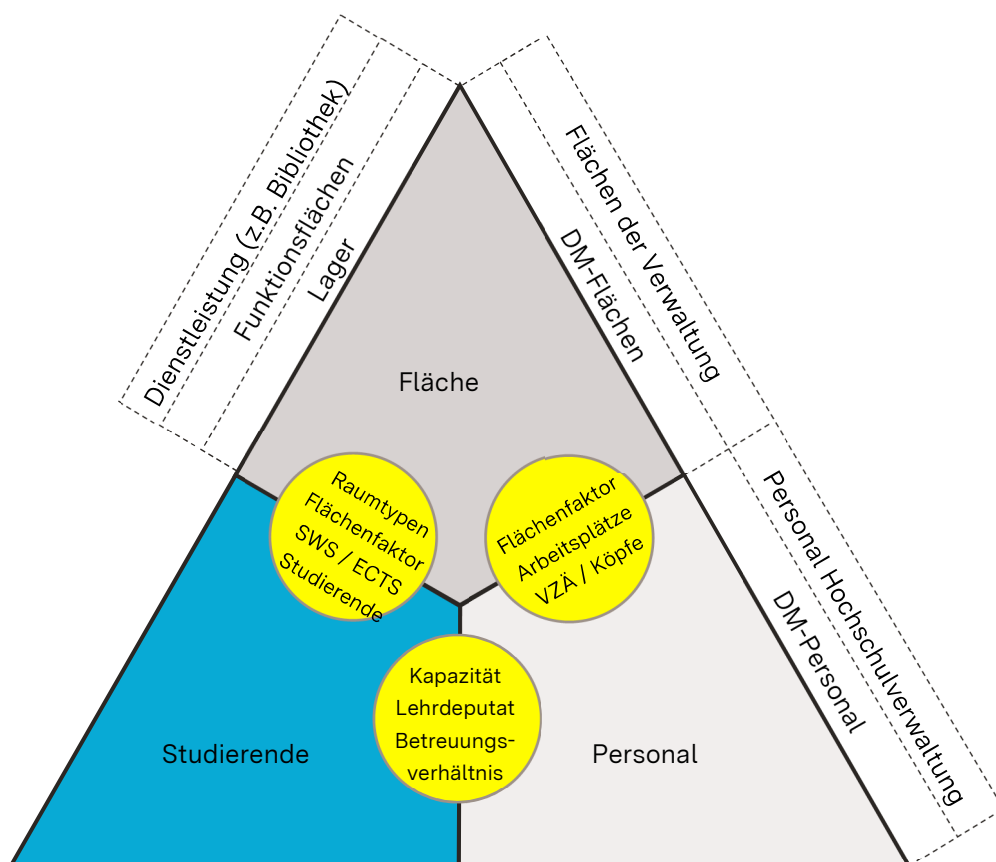 Dienstleistung (z.B. Bibliothek)
Funktionsflächen
Lager
Flächen der Verwaltung
DM-Flächen
Fläche
Raumtypen
Flächenfaktor
SWS / ECTS
Studierende
Flächenfaktor
Arbeitsplätze
VZÄ / Köpfe
Personal Hochschulverwaltung
DM-Personal
Kapazität
Lehrdeputat
Betreuungs-
verhältnis
Studierende
Personal